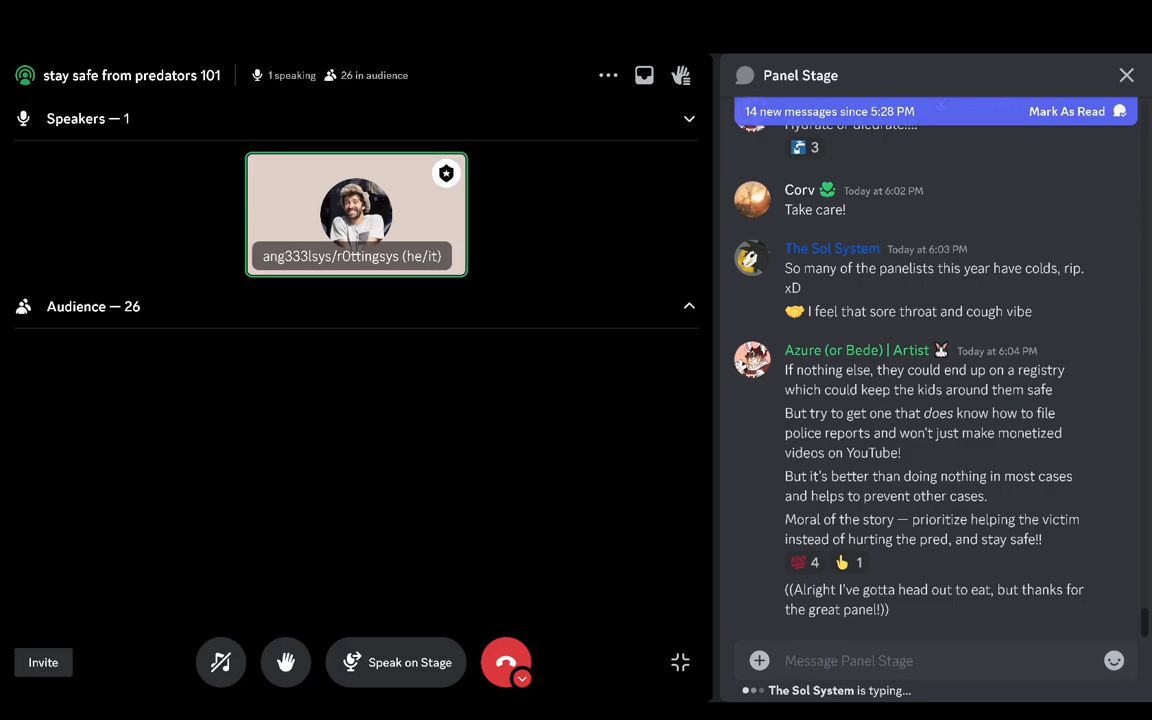 stay safe from predators 101
1 speaking
26 in audience
Speakers — 1
ang333lsys/r0ttingsys (he/it)
Audience — 26
Invite
Speak on Stage
Panel Stage
14 new messages since 5:28 PM
Mark As Read
Hydrate or diedrate!...
3
Corv Today at 6:02 PM
Take care!
The Sol System Today at 6:03 PM
So many of the panelists this year have colds, rip.
xD
I feel that sore throat and cough vibe
Azure (or Bede) | Artist Today at 6:04 PM
If nothing else, they could end up on a registry
which could keep the kids around them safe
But try to get one that does know how to file
police reports and won't just make monetized
videos on YouTube!
But it's better than doing nothing in most cases
and helps to prevent other cases.
Moral of the story — prioritize helping the victim
instead of hurting the pred, and stay safe!!
100 4 1
((Alright I've gotta head out to eat, but thanks for
the great panel!))
Message Panel Stage
The Sol System is typing...